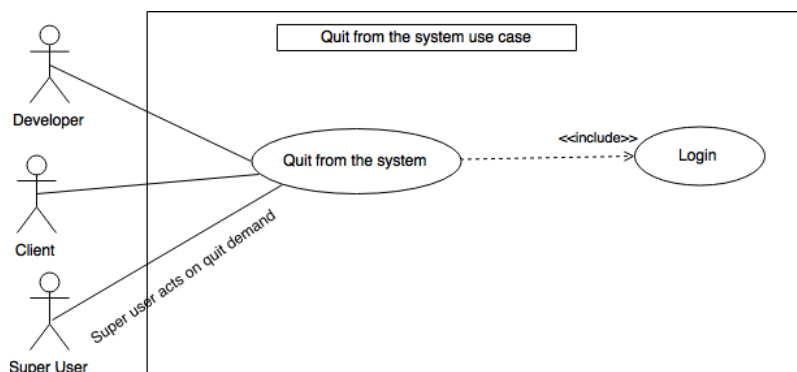 Quit from the system use case
Developer
Quit from the system
<<include>>
Login
Client
Super user acts on quit demand
Super User